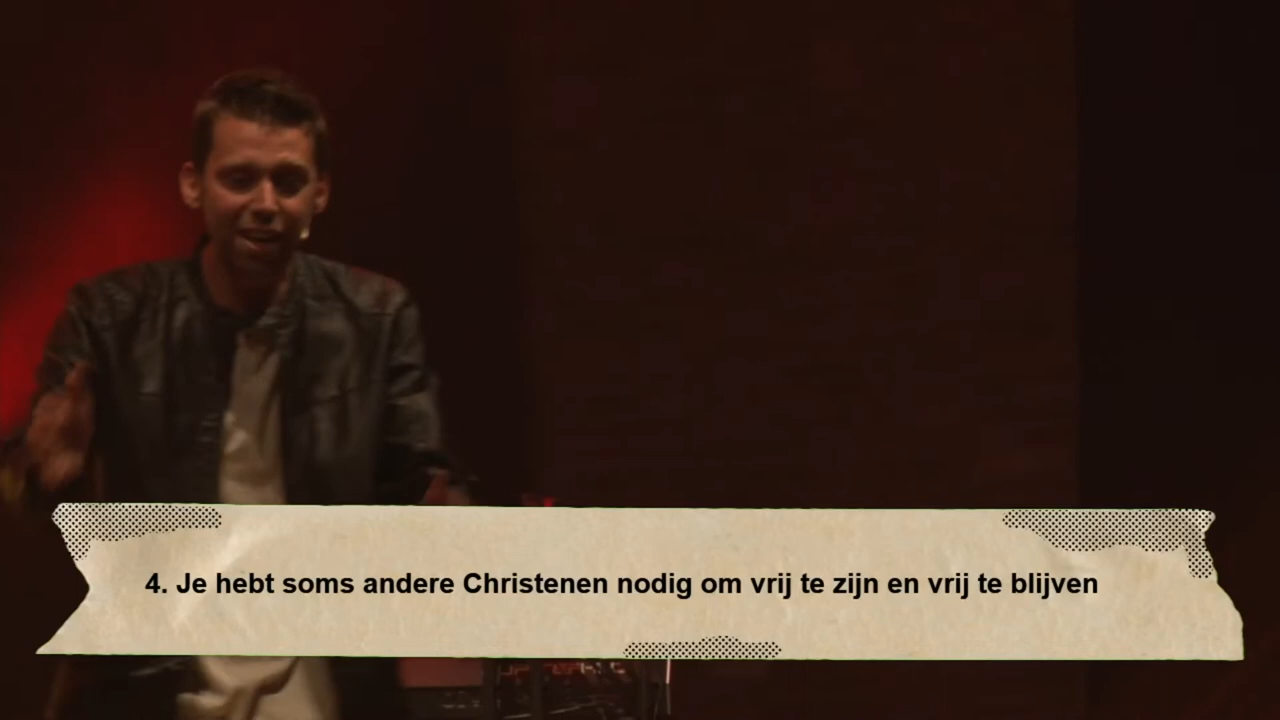 4. Je hebt soms andere Christenen nodig om vrij te zijn en vrij te blijven